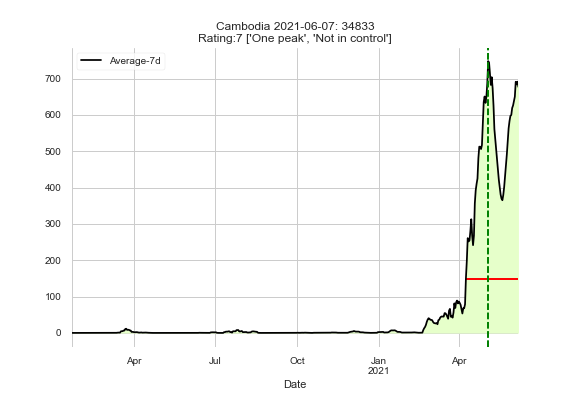 Cambodia 2021-06-07: 34833
Rating:7 ['One peak', 'Not in control']
Average-7d
700
600
500
400
300
200
100
0
Apr Jul Oct Jan Apr
2021
Date